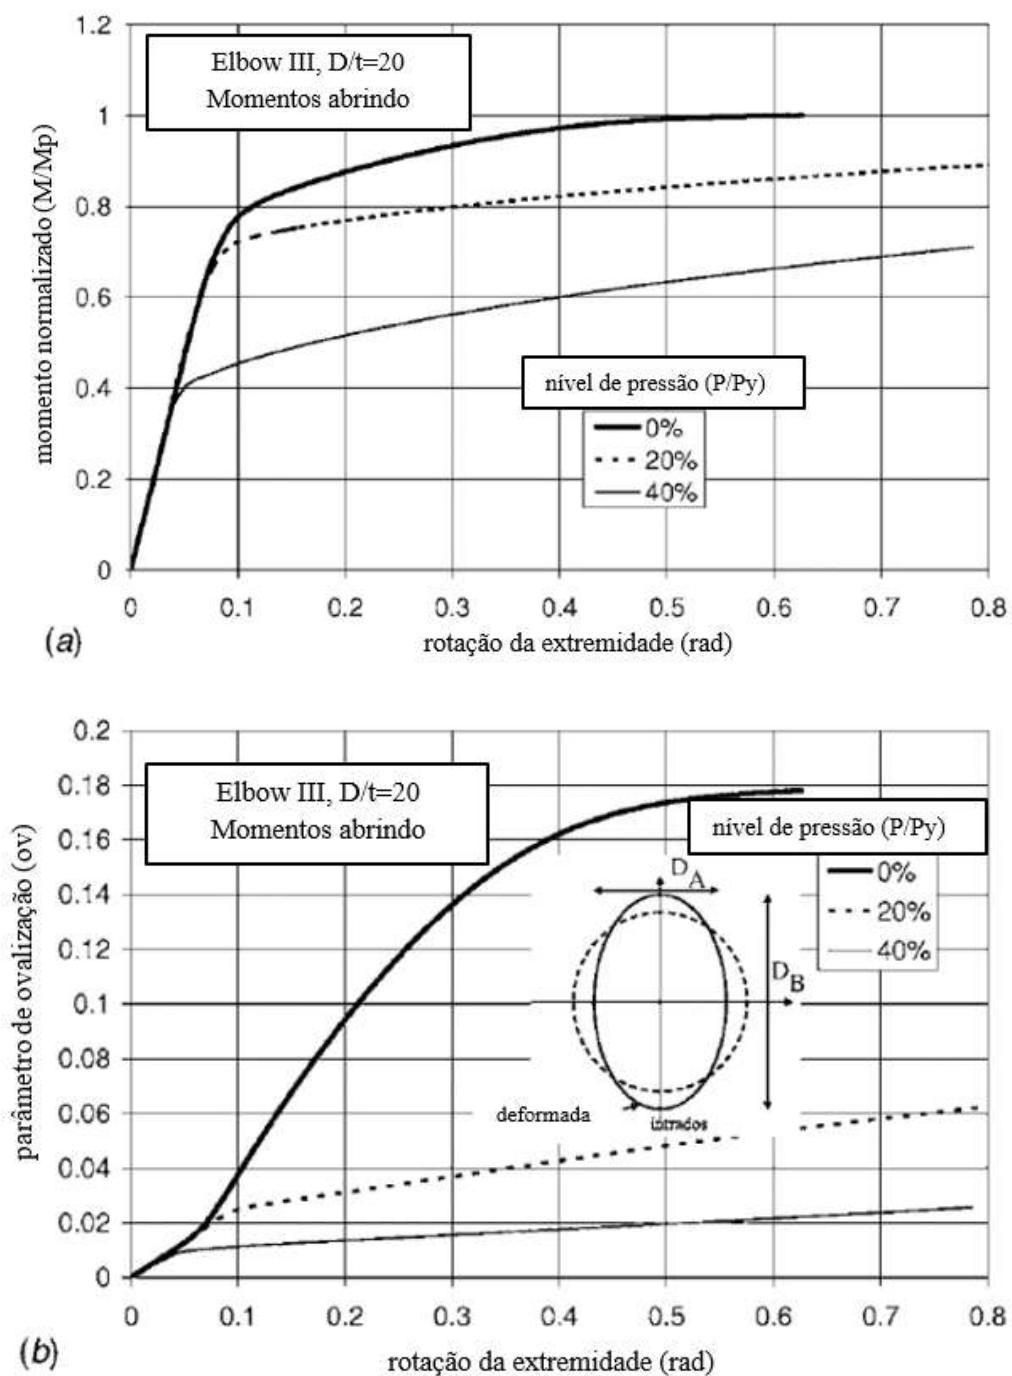 1.2
Elbow III, D/t=20
Momentos abrindo
1
0.8
0.6
0.4
0.2
0
momento normalizado (M/Mp)
nível de pressão (P/Py)
0%
20%
40%
0 0.1 0.2 0.3 0.4 0.5 0.6 0.7 0.8
(a)
rotação da extremidade (rad)
0.2
Elbow III, D/t=20
Momentos abrindo
0.18
0.16
0.14
0.12
0.1
0.08
0.06
0.04
0.02
0
parâmetro de ovalização (ov)
nível de pressão (P/Py)
0%
20%
40%
DA
DB
deformada
intrados
0 0.1 0.2 0.3 0.4 0.5 0.6 0.7 0.8
(b)
rotação da extremidade (rad)